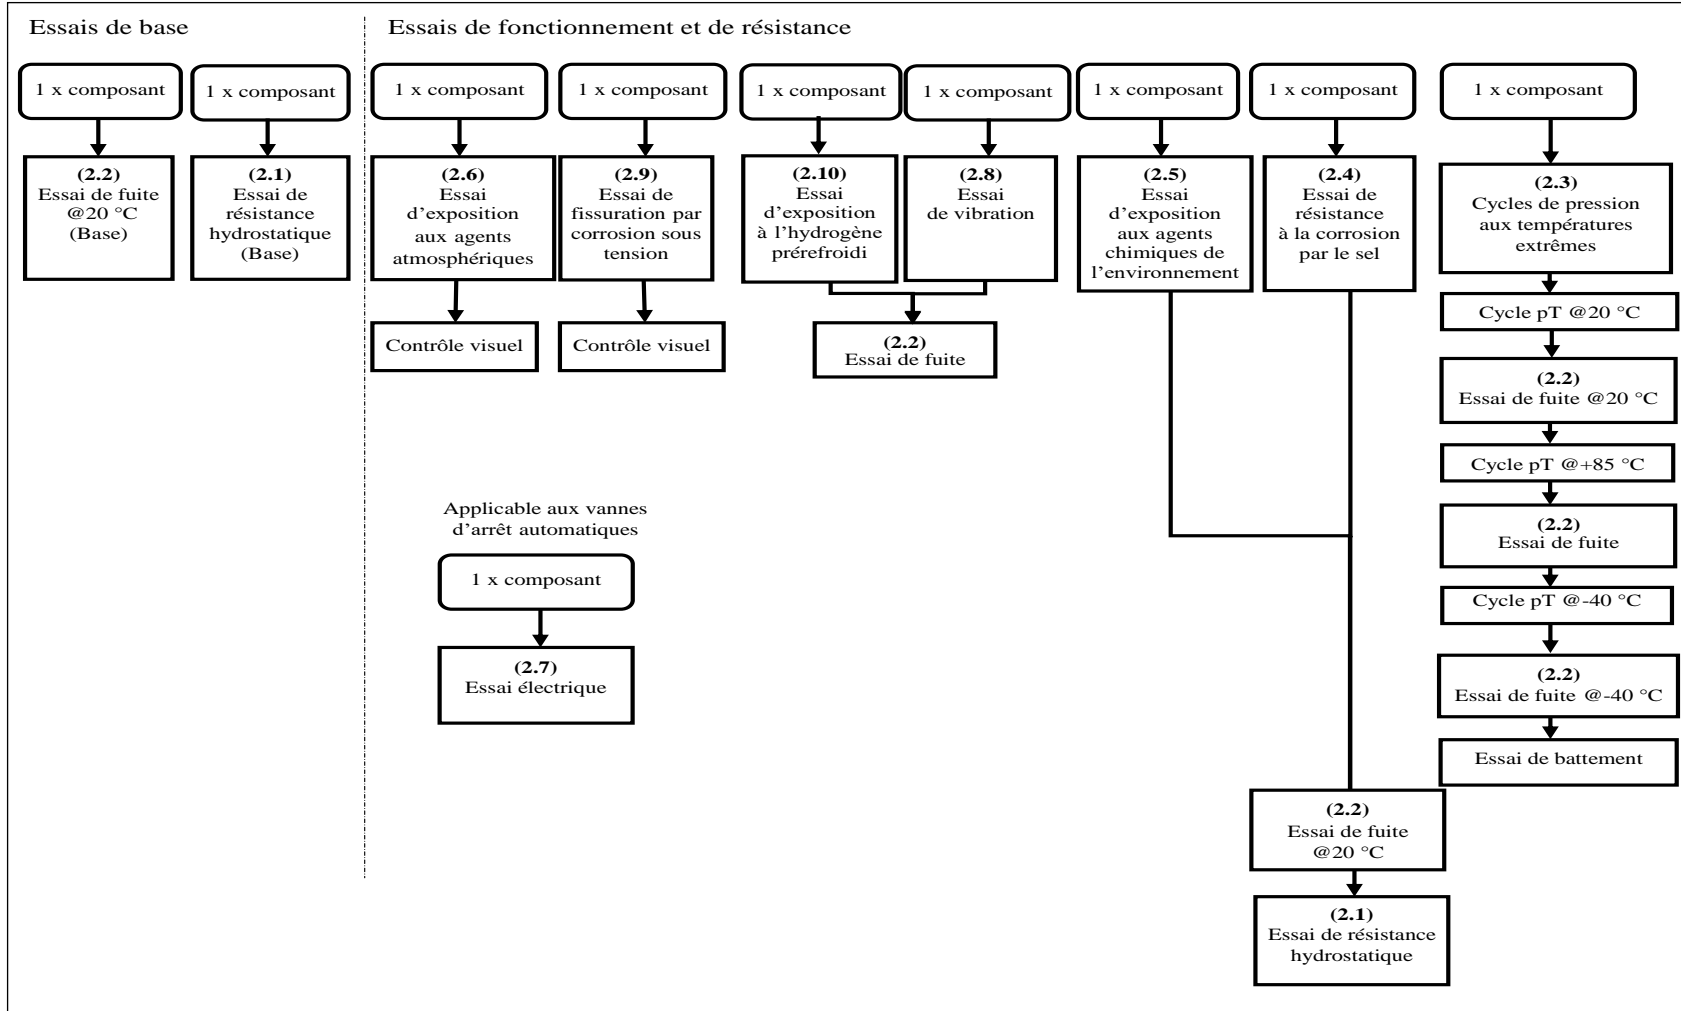 Essais de base
Essais de fonctionnement et de résistance
1 x composant
1 x composant
1 x composant
1 x composant
1 x composant
1 x composant
1 x composant
1 x composant
1 x composant
(2.2)
Essai de fuite
@20 °C
(Base)
(2.1)
Essai de
résistance
hydrostatique
(Base)
(2.6)
Essai
d'exposition
aux agents
atmosphériques
(2.9)
Essai de
fissuration par
corrosion sous
tension
(2.10)
Essai
d'exposition
à l'hydrogène
prérefroidi
(2.8)
Essai
de vibration
(2.5)
Essai
d'exposition
aux agents
chimiques de
l'environnement
(2.4)
Essai de
résistance
à la corrosion
par le sel
(2.3)
Cycles de pression
aux températures
extrêmes
Contrôle visuel
Contrôle visuel
(2.2)
Essai de fuite
Cycle pT @20 °C
(2.2)
Essai de fuite @20 °C
Cycle pT @+85 °C
(2.2)
Essai de fuite
Cycle pT @-40 °C
(2.2)
Essai de fuite @-40 °C
Essai de battement
Applicable aux vannes
d'arrêt automatiques
1 x composant
(2.7)
Essai électrique
(2.2)
Essai de fuite
@20 °C
(2.1)
Essai de résistance
hydrostatique